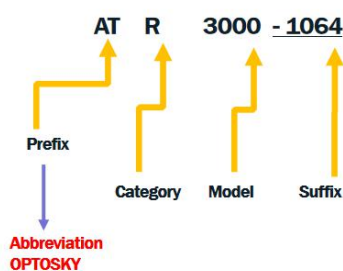 AT R 3000 - 1064
Prefix
Category Model Suffix
Abbreviation
OPTOSKY